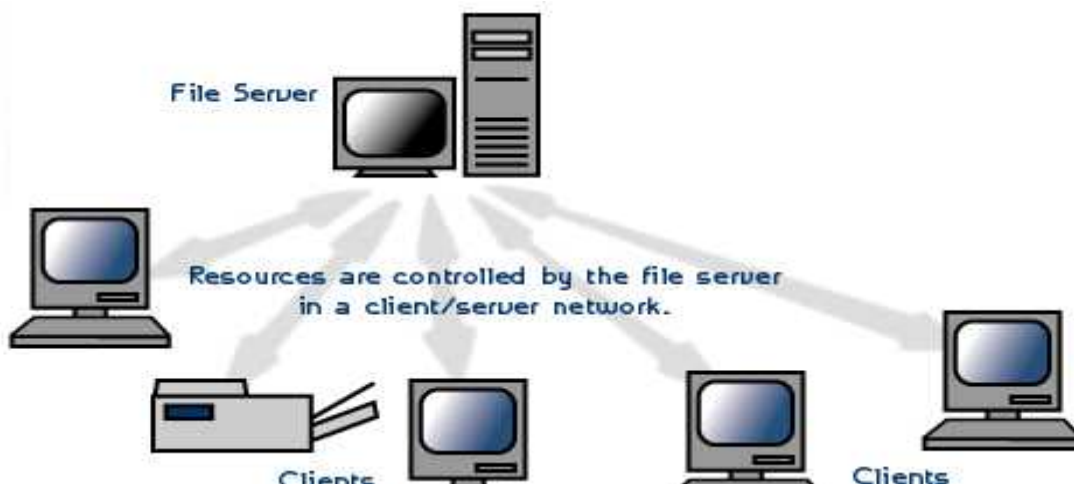 File Server
Resources are controlled by the file server
in a client/server network.
Clients
Clients